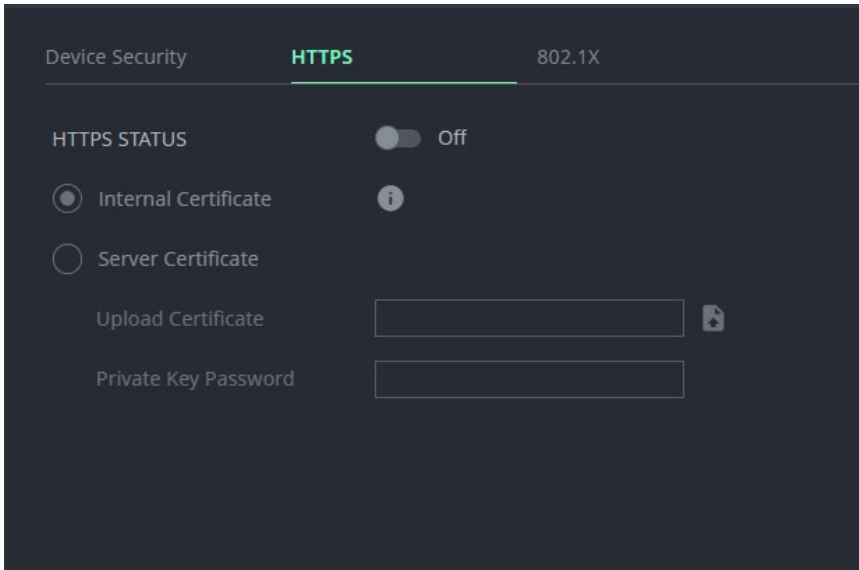 Device Security HTTPS 802.1X
HTTPS STATUS Off
Internal Certificate i
Server Certificate
Upload Certificate
Private Key Password